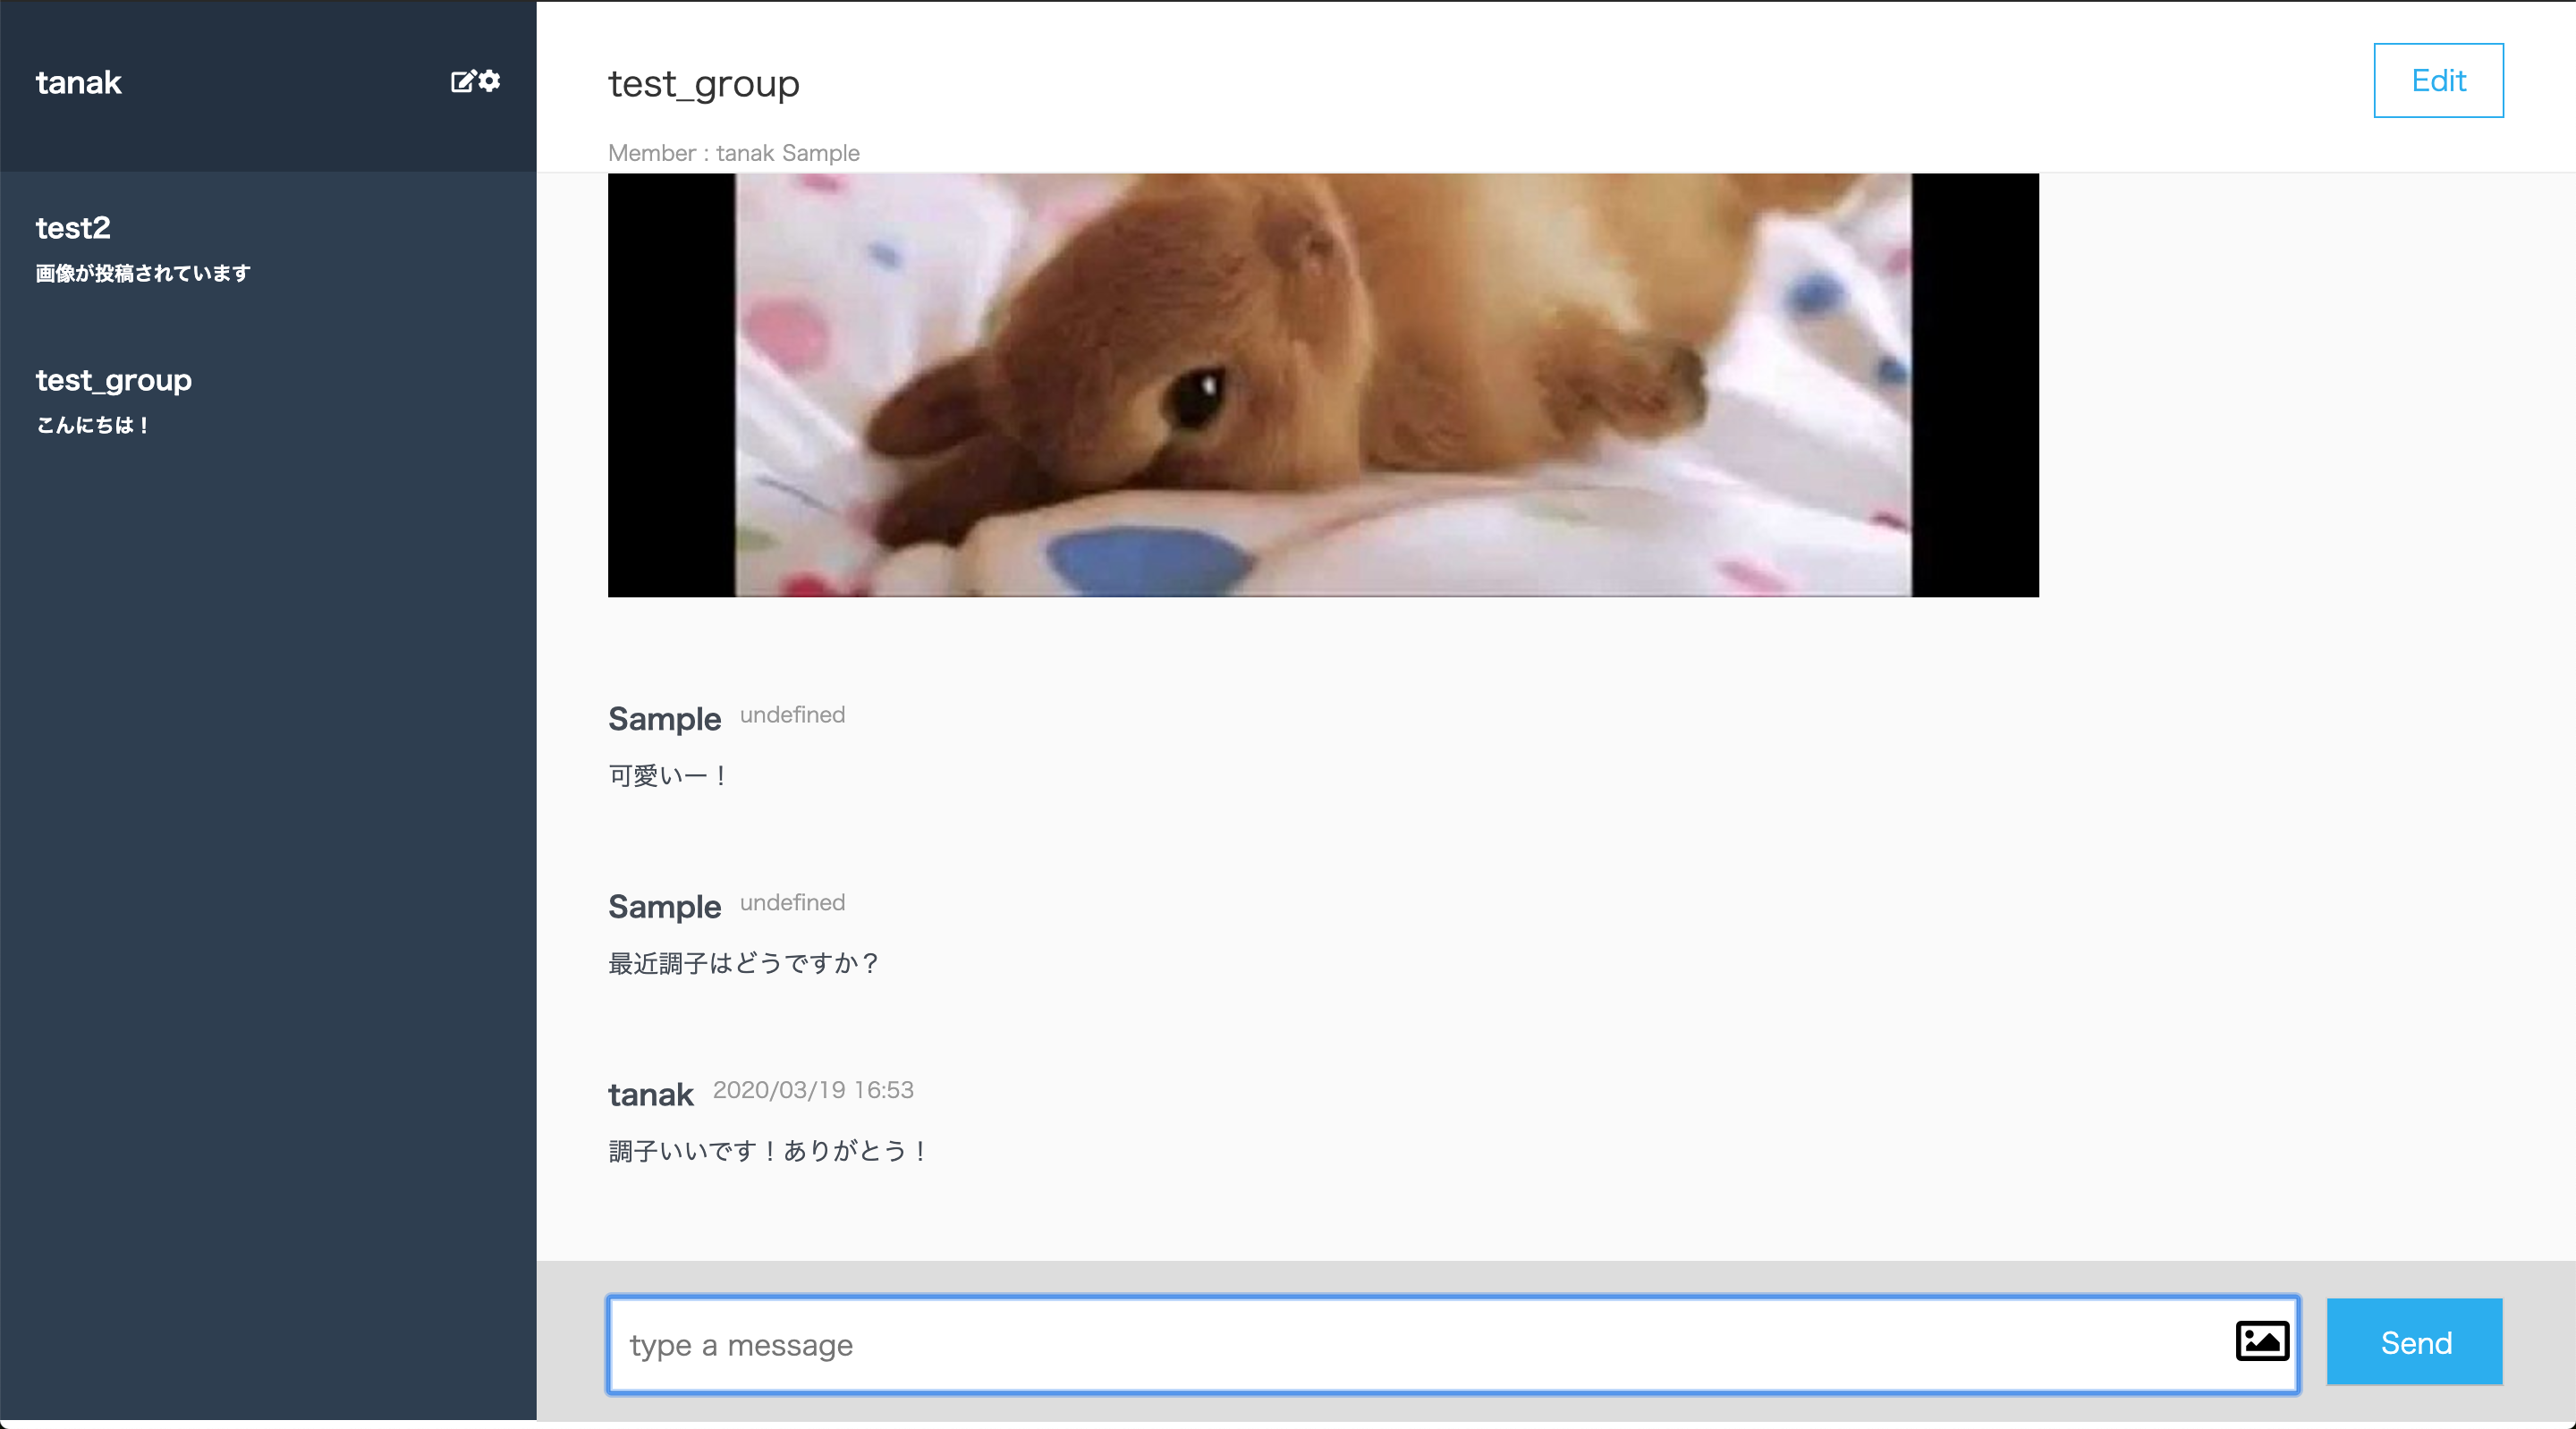 tanak
test2
画像が投稿されています
test_group
こんにちは！
test_group
Edit
Member : tanak Sample
Sample undefined
可愛いー！
Sample undefined
最近調子はどうですか？
tanak 2020/03/19 16:53
調子いいです！ありがとう！
type a message
Send